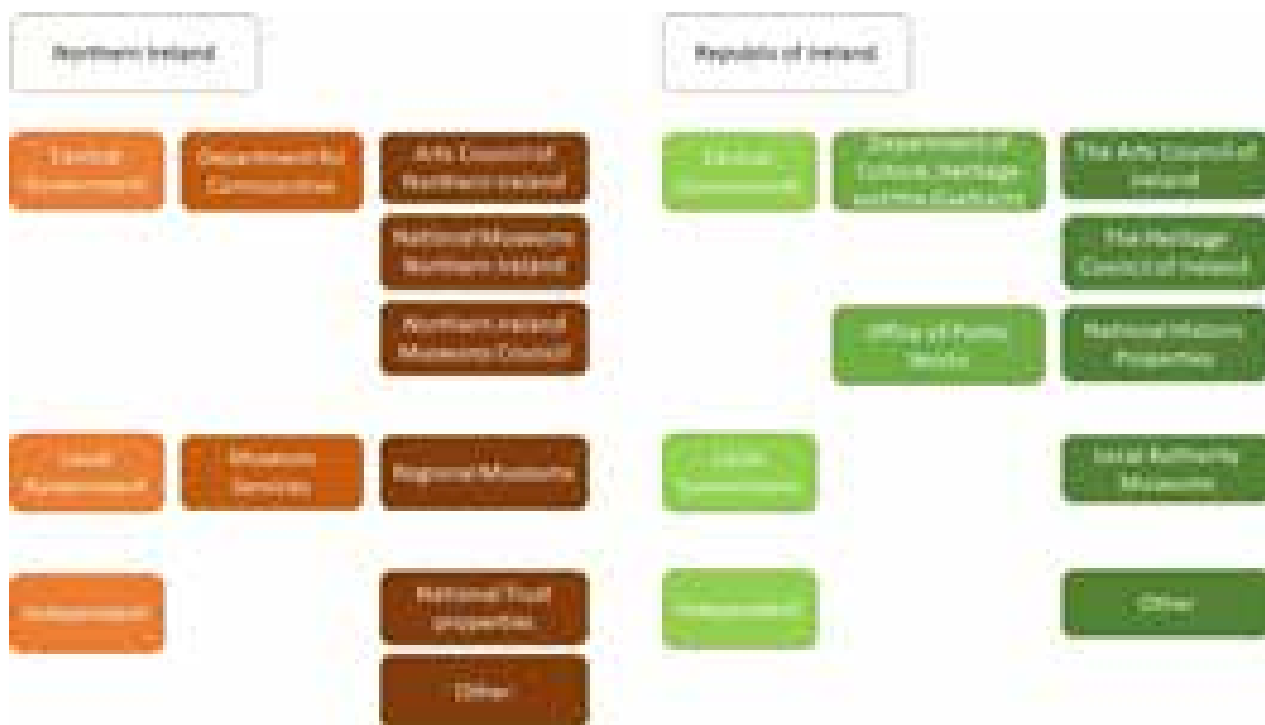 Northern Ireland
Republic of Ireland
Central
Government
Department for
Communities
Arts Council of
Northern Ireland
National Museums
Northern Ireland
Northern Ireland
Museums Council
Local
Government
Museum
Services
Regional Museums
Independent
National Trust
properties
Other
Central
Government
Department of
Culture, Heritage
and the Gaeltacht
The Arts Council of
Ireland
The Heritage
Council of Ireland
Office of Public
Works
National Historic
Properties
Local
Government
Local Authority
Museums
Independent
Other